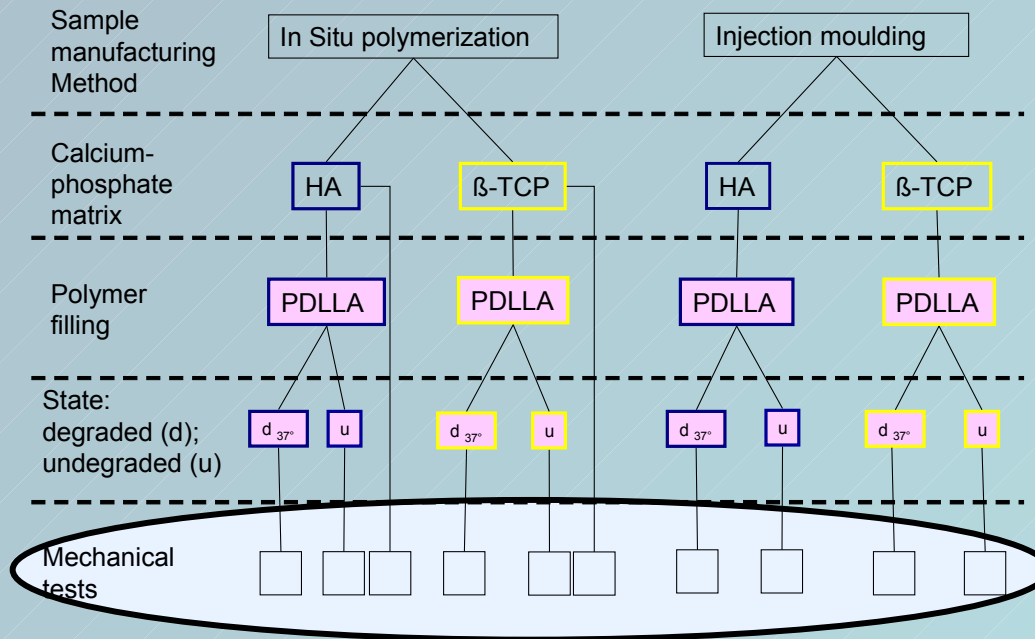 Sample
manufacturing
Method
In Situ polymerization
Injection moulding
Calcium-
phosphate
matrix
HA
ß-TCP
HA
ß-TCP
Polymer
filling
PDLLA
PDLLA
PDLLA
PDLLA
State:
degraded (d);
undegraded (u)
d 37°
u
d 37°
u
d 37°
u
d 37°
u
Mechanical
tests